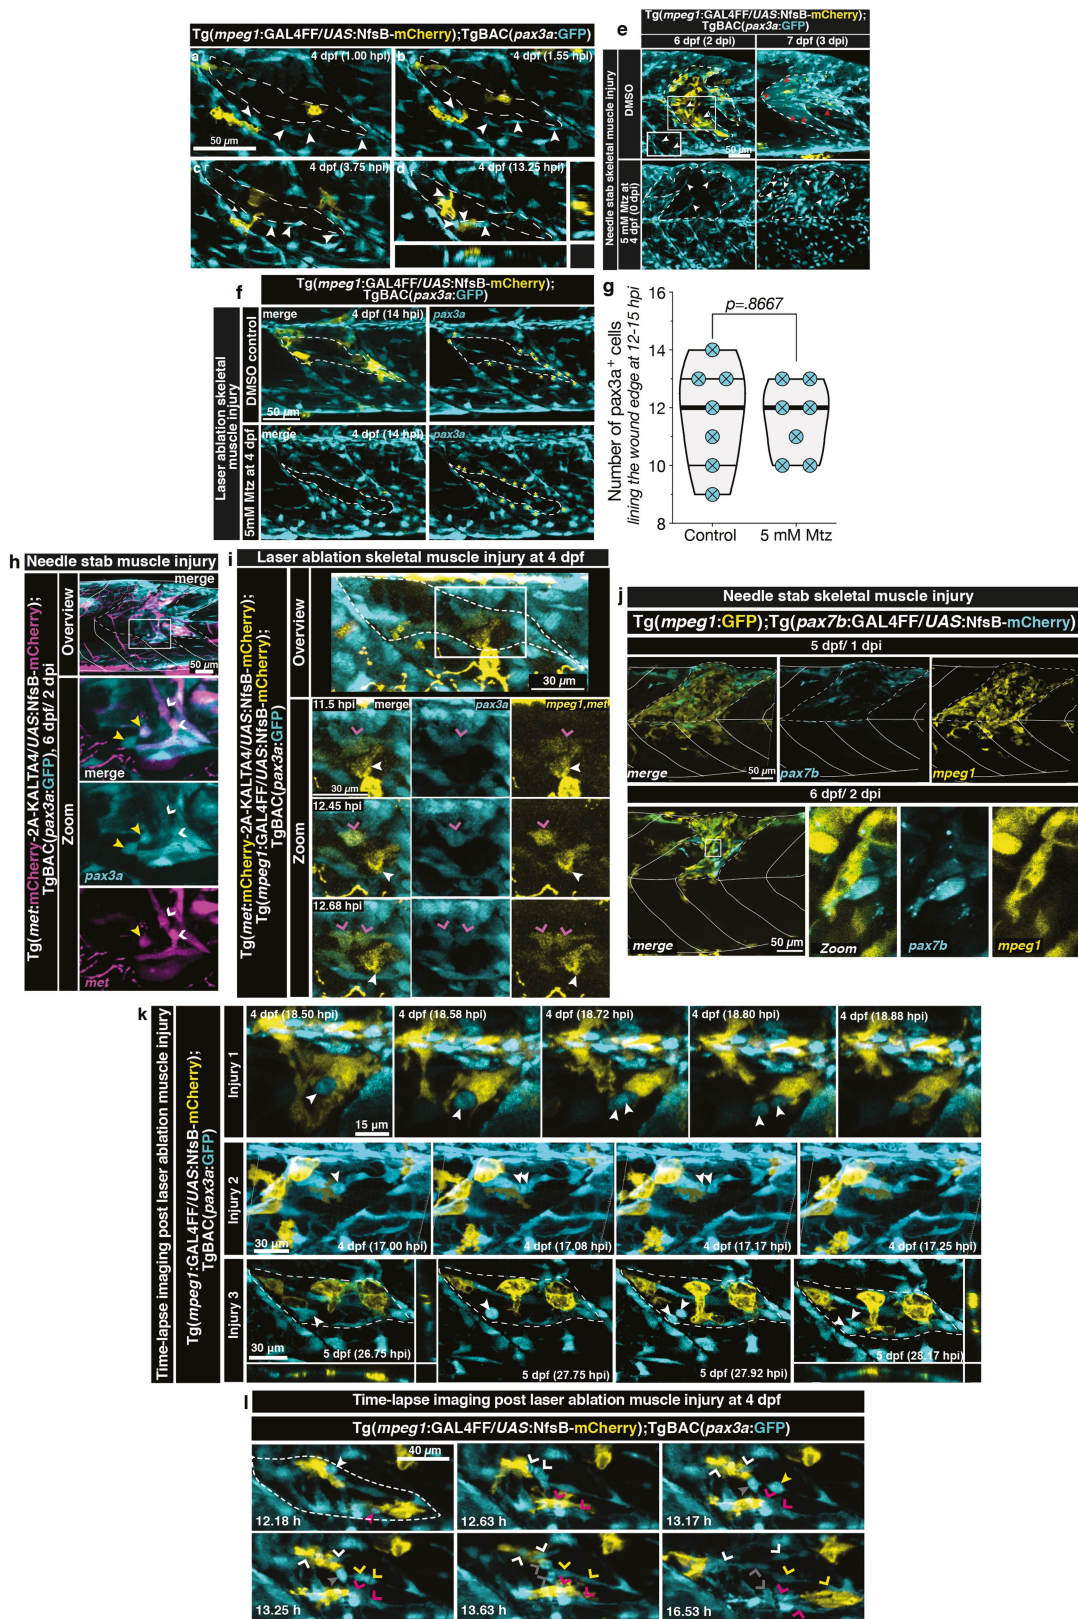 Tg(mpeg1:GAL4FF/UAS:NfsB-mCherry);TgBAC(pax3a:GFP)
a
4 dpf (1.00 hpi)
50 µm
b
4 dpf (1.55 hpi)
c
4 dpf (3.75 hpi)
d
4 dpf (13.25 hpi)
e
Tg(mpeg1:GAL4FF/UAS:NfsB-mCherry);
TgBAC(pax3a:GFP)
6 dpf (2 dpi)
7 dpf (3 dpi)
Needle stab skeletal muscle injury
DMSO
50 µm
5 mM Mtz at
4 dpf (0 dpi)
f
Tg(mpeg1:GAL4FF/UAS:NfsB-mCherry);
TgBAC(pax3a:GFP)
Laser ablation skeletal
muscle injury
DMSO control
merge
4 dpf (14 hpi)
50 µm
pax3a
5mM Mtz at 4 dpf
merge
4 dpf (14 hpi)
pax3a
g
Number of pax3a+ cells
lining the wound edge at 12-15 hpi
16
14
12
10
8
p=.8667
Control
5 mM Mtz
h
Needle stab muscle injury
Tg(met:mCherry-2A-KALTA4/UAS:NfsB-mCherry);
TgBAC(pax3a:GFP), 6 dpf/ 2 dpi
Overview
merge
50 µm
Zoom
merge
pax3a
met
i
Laser ablation skeletal muscle injury at 4 dpf
Tg(met:mCherry-2A-KALTA4/UAS:NfsB-mCherry);
Tg(mpeg1:GAL4FF/UAS:NfsB-mCherry);
TgBAC(pax3a:GFP)
Overview
30 µm
Zoom
11.5 hpi
merge
pax3a
mpeg1,met
30 µm
12.45 hpi
12.68 hpi
j
Needle stab skeletal muscle injury
Tg(mpeg1:GFP);Tg(pax7b:GAL4FF/UAS:NfsB-mCherry)
5 dpf/ 1 dpi
merge
50 µm
pax7b
mpeg1
6 dpf/ 2 dpi
merge
50 µm
Zoom
pax7b
mpeg1
k
Time-lapse imaging post laser ablation muscle injury
Tg(mpeg1:GAL4FF/UAS:NfsB-mCherry);
TgBAC(pax3a:GFP)
Injury 1
4 dpf (18.50 hpi)
15 µm
4 dpf (18.58 hpi)
4 dpf (18.72 hpi)
4 dpf (18.80 hpi)
4 dpf (18.88 hpi)
Injury 2
30 µm
4 dpf (17.00 hpi)
4 dpf (17.08 hpi)
4 dpf (17.17 hpi)
4 dpf (17.25 hpi)
Injury 3
30 µm
5 dpf (26.75 hpi)
5 dpf (27.75 hpi)
5 dpf (27.92 hpi)
5 dpf (28.17 hpi)
l
Time-lapse imaging post laser ablation muscle injury at 4 dpf
Tg(mpeg1:GAL4FF/UAS:NfsB-mCherry);TgBAC(pax3a:GFP)
40 µm
12.18 h
12.63 h
13.17 h
13.25 h
13.63 h
16.53 h